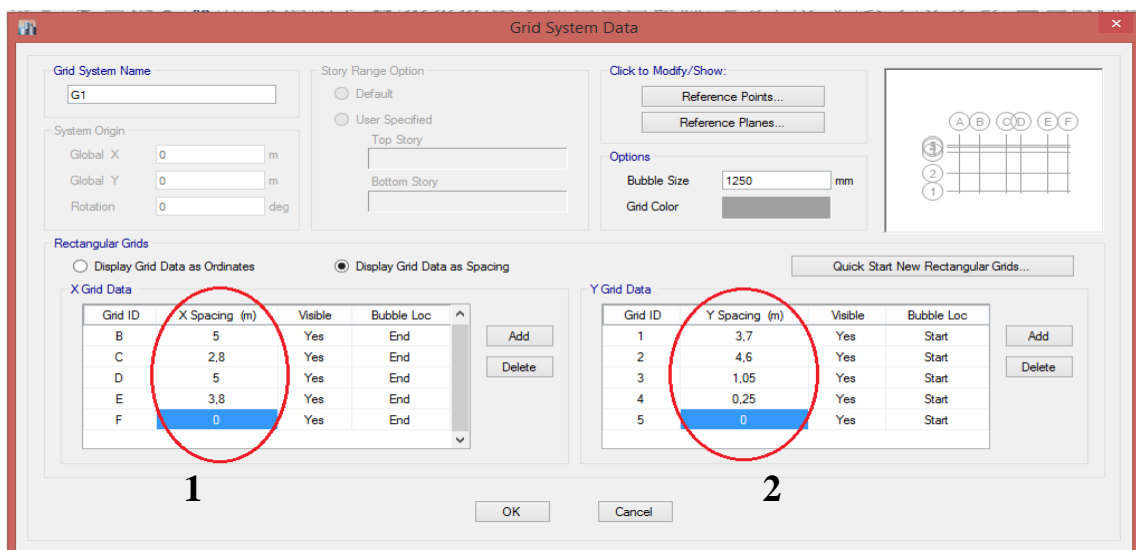 Grid System Data
Grid System Name
G1
System Origin
Global X 0 m
Global Y 0 m
Rotation 0 deg
Story Range Option
Default
User Specified
Top Story
Bottom Story
Click to Modify/Show:
Reference Points...
Reference Planes...
Options
Bubble Size 1250 mm
Grid Color
A B C D E F
2
1
Rectangular Grids
Display Grid Data as Ordinates Display Grid Data as Spacing
Quick Start New Rectangular Grids...
X Grid Data
Grid ID X Spacing (m) Visible Bubble Loc
B 5 Yes End
C 2,8 Yes End
D 5 Yes End
E 3,8 Yes End
F 0 Yes End
Add
Delete
Y Grid Data
Grid ID Y Spacing (m) Visible Bubble Loc
1 3,7 Yes Start
2 4,6 Yes Start
3 1,05 Yes Start
4 0,25 Yes Start
5 0 Yes Start
Add
Delete
1 2
OK Cancel